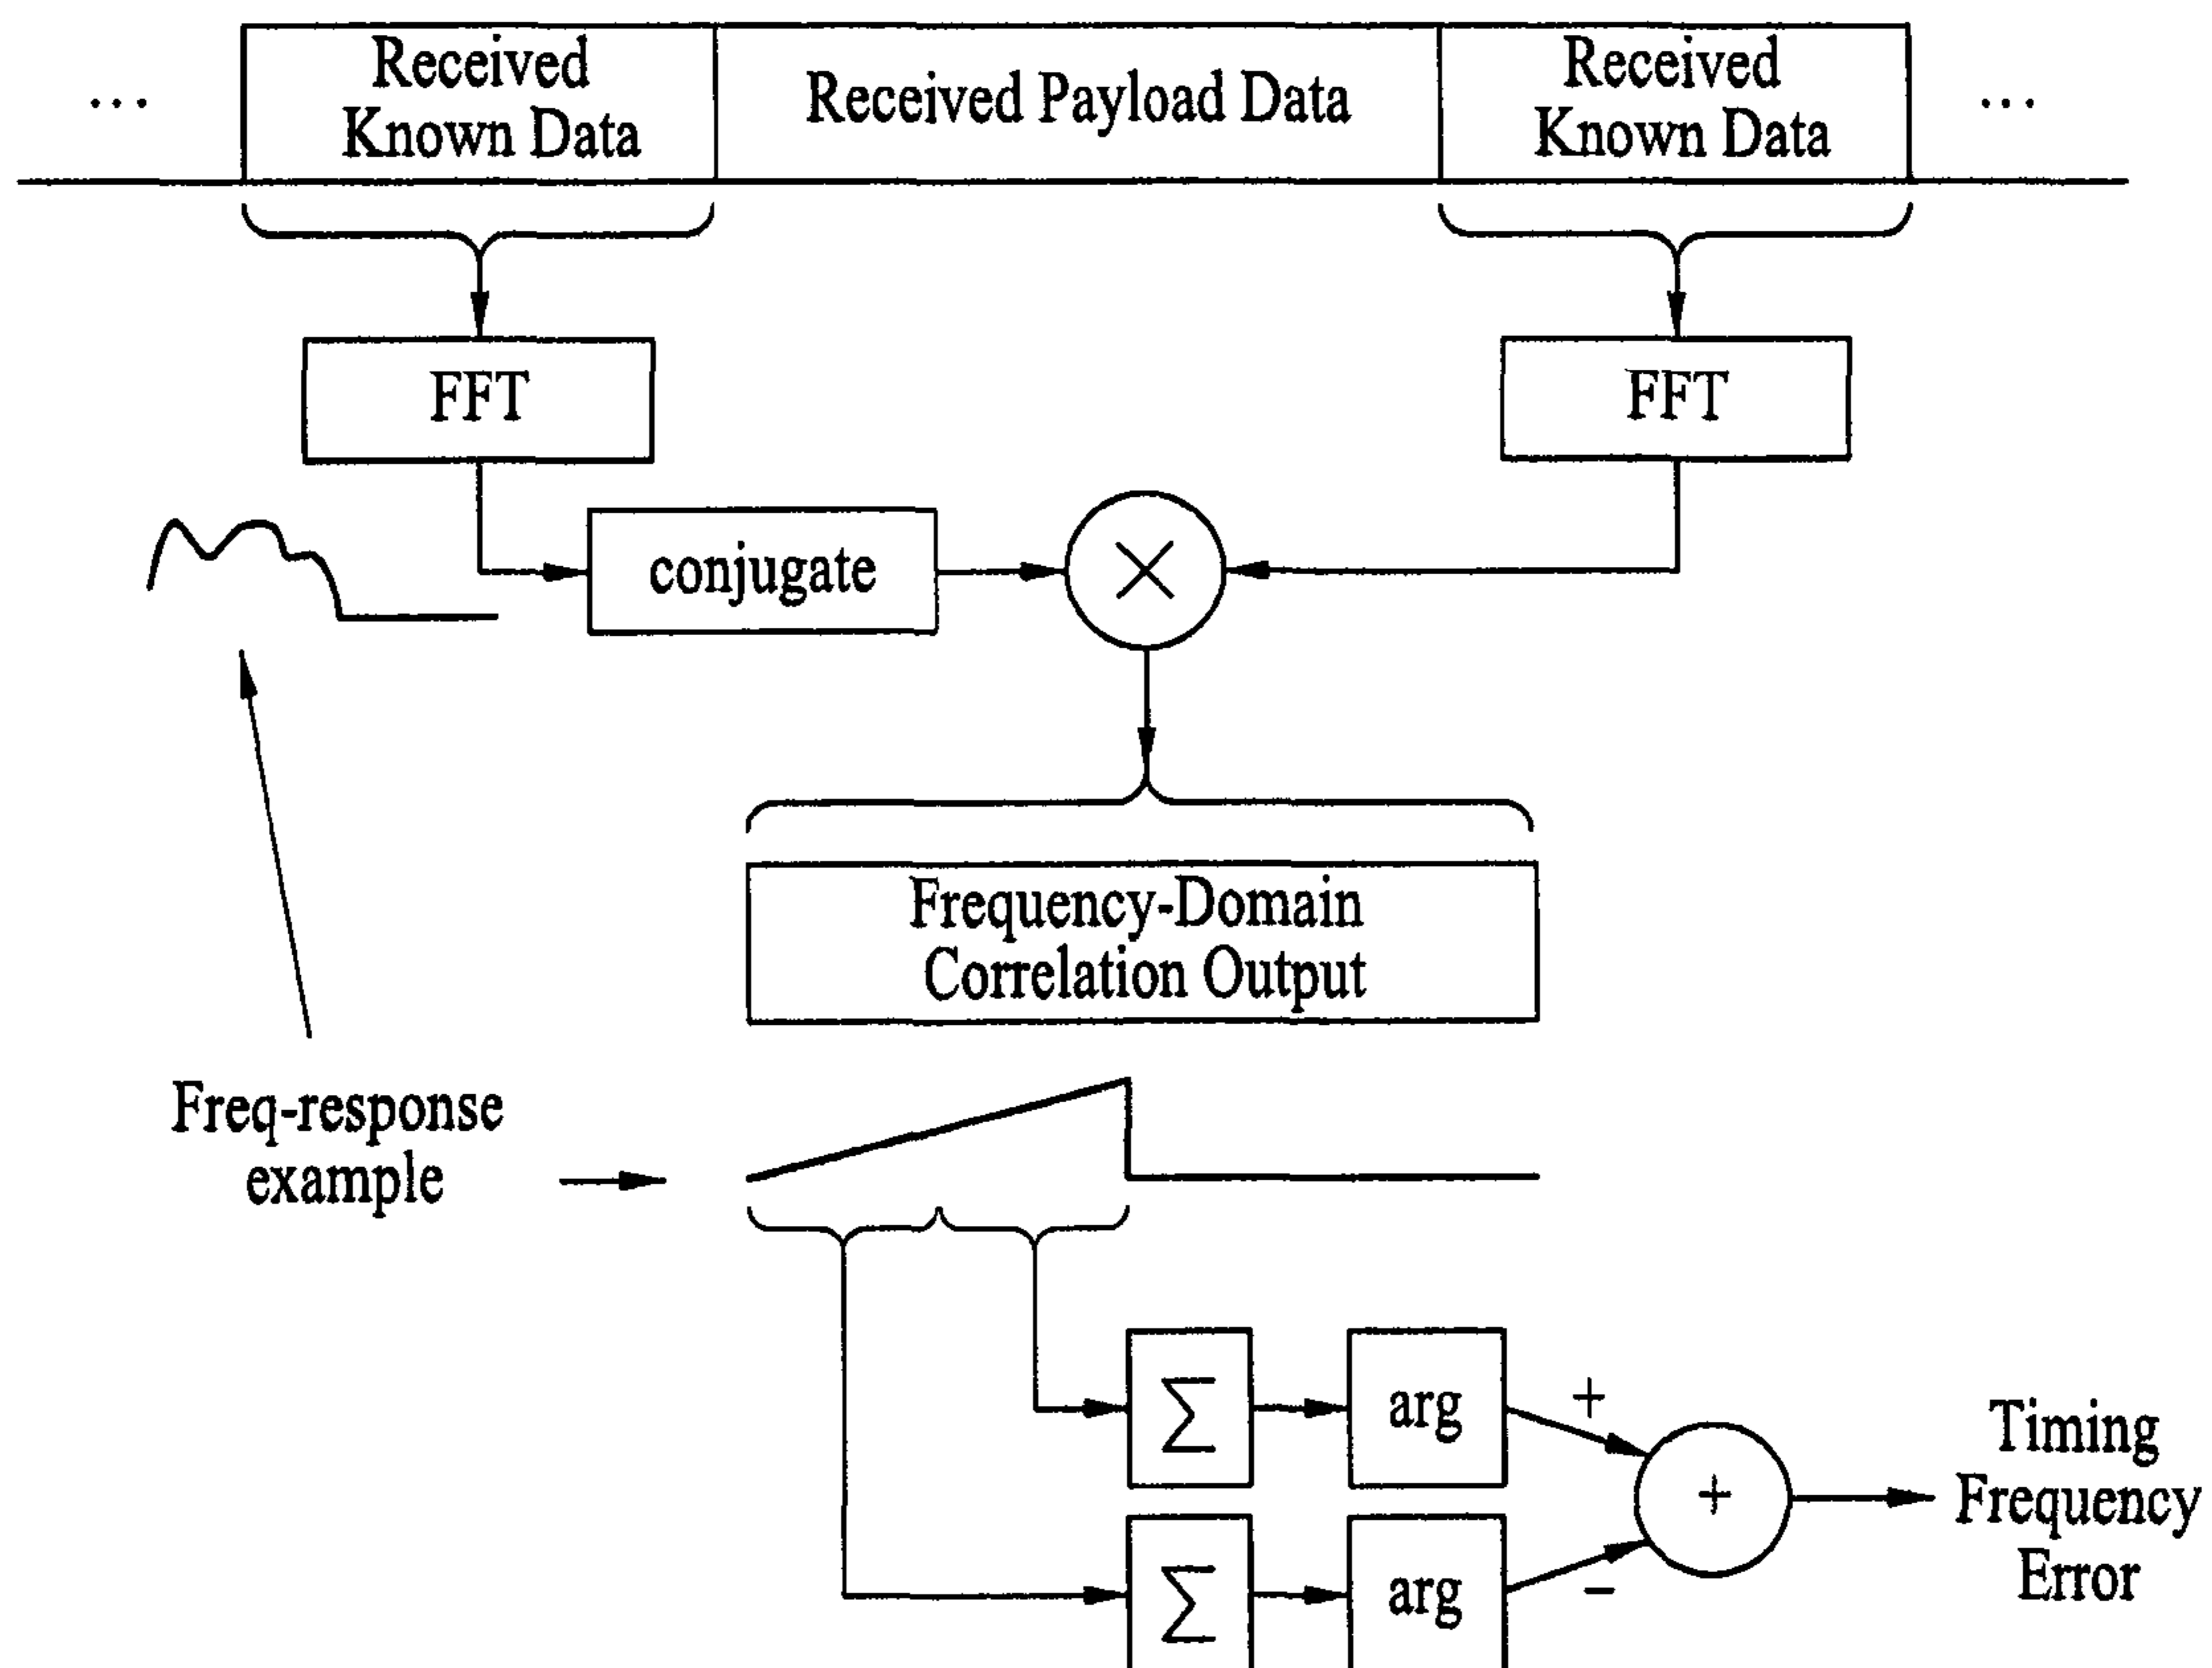 ...
Received
Known Data
Received Payload Data
Received
Known Data
...
FFT
FFT
conjugate
×
Frequency-Domain
Correlation Output
Freq-response
example
∑
arg
+
+
Timing
Frequency
Error
∑
arg
−